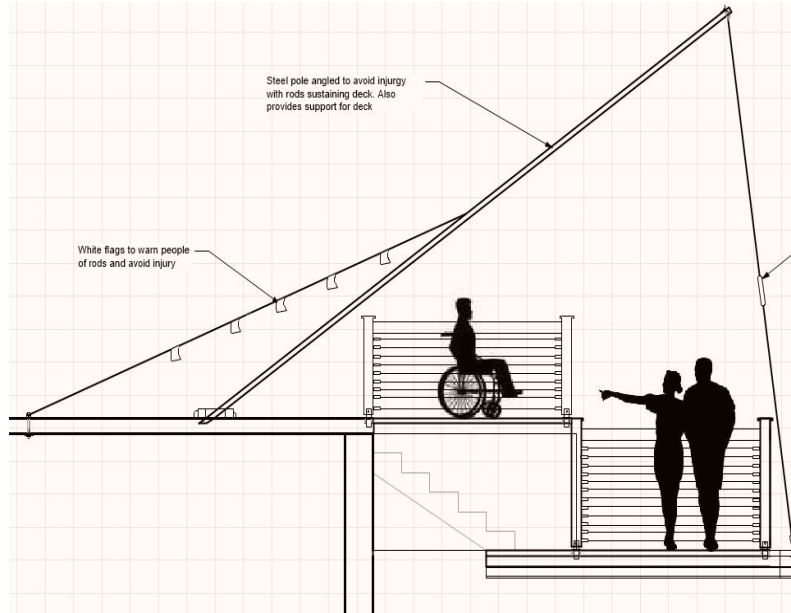 Steel pole angled to avoid injurgy
with rods sustaining deck. Also
provides support for deck
White flags to warn people
of rods and avoid injury